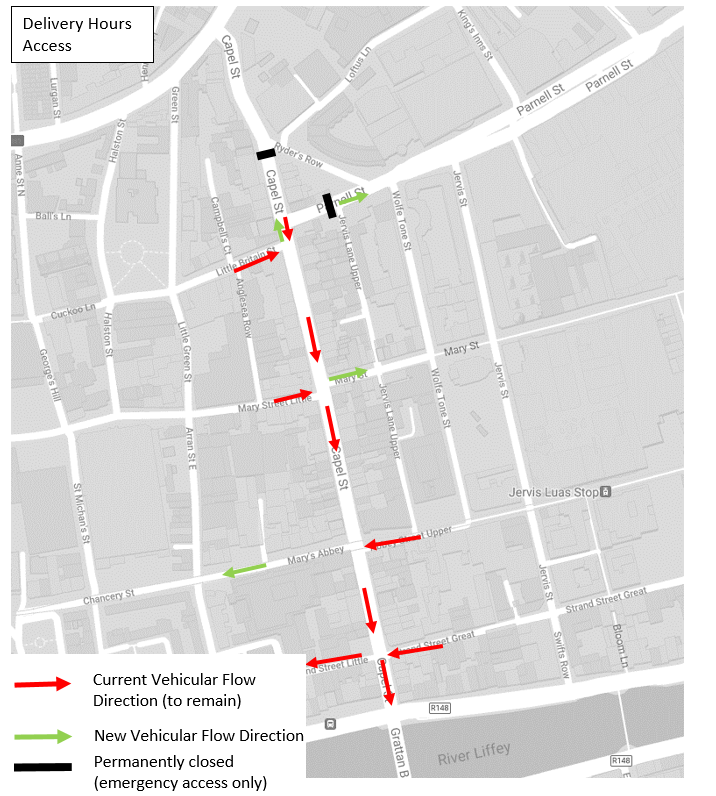 Delivery Hours
Access
Capel St
Loftus Ln
King's Inns St
Parnell St
Parnell St
Lurgan St
Halston St
Green St
Ryder's Row
Anne St N
Capel St
Parnell St
Wolfe Tone St
Jervis St
Ball's Ln
Campbell's Ct
Jervis Lane Upper
Little Britain St
Cuckoo Ln
Anglesea Row
Halston St
Little Green St
George's Hill
Mary St
Mary St
Jervis St
Wolfe Tone St
Mary Street Little
Jervis Lane Upper
Arran St E
Capel St
St Michan's St
Jervis Luas Stop
Street Upper
Mary's Abbey
Chancery St
Jervis St
Strand Street Great
Bloom Ln
Swifts Row
Strand Street Great
nd Street Little
Current Vehicular Flow
Direction (to remain)
R148
New Vehicular Flow Direction
Grattan B
River Liffey
R148
Permanently closed
(emergency access only)